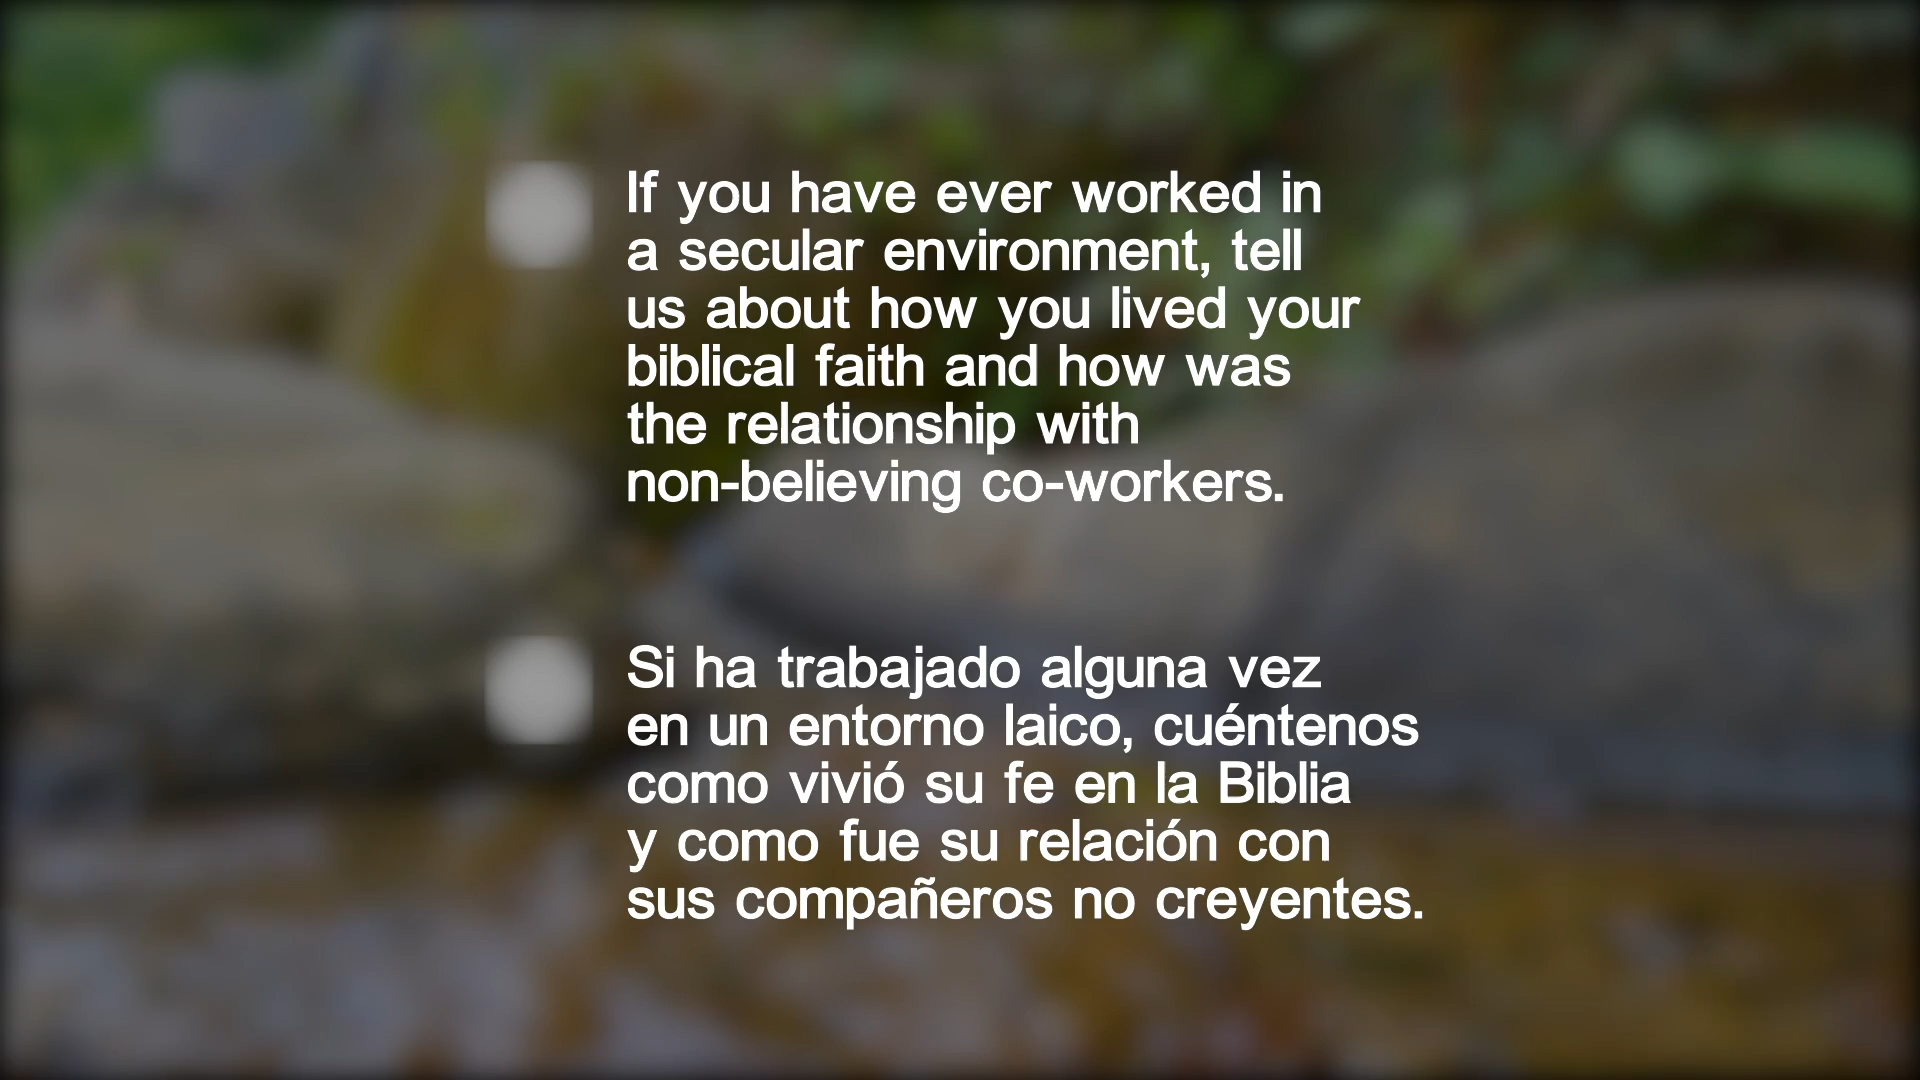 If you have ever worked in
a secular environment, tell
us about how you lived your
biblical faith and how was
the relationship with
non-believing co-workers.
Si ha trabajado alguna vez
en un entorno laico, cuéntenos
como vivió su fe en la Biblia
y como fue su relación con
sus compañeros no creyentes.